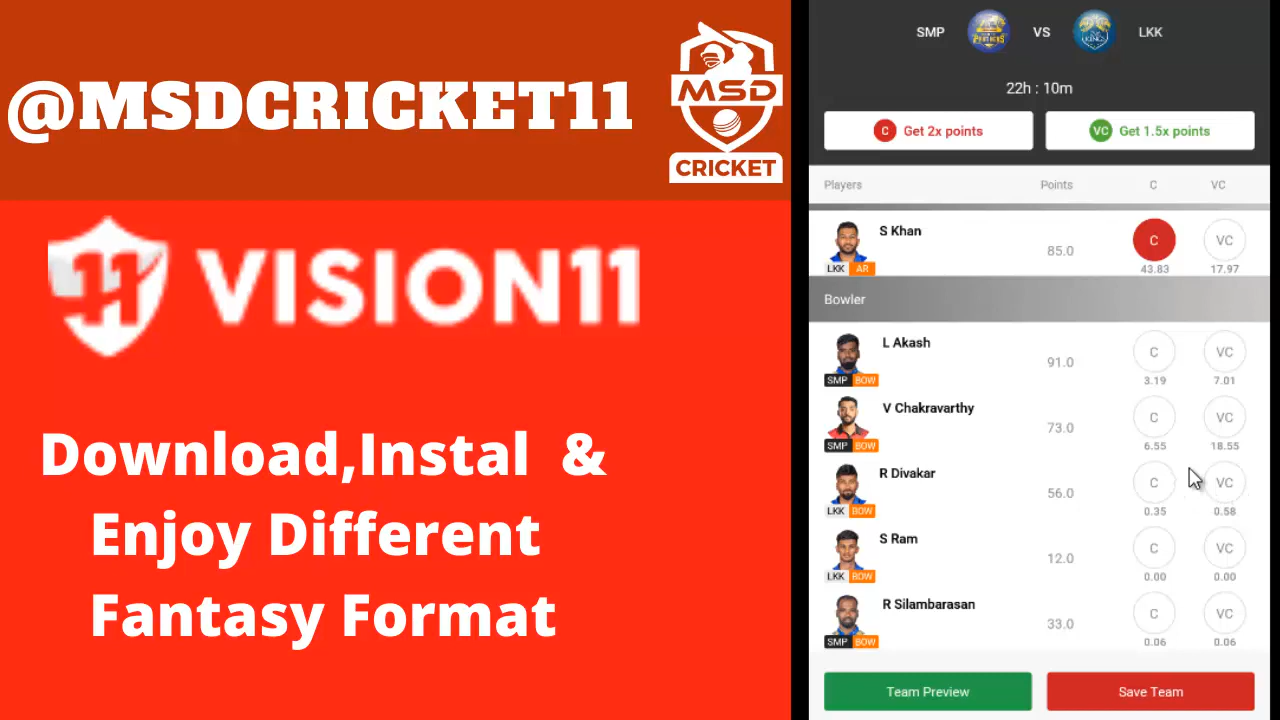 @MSDCRICKET11
MSD
CRICKET
11 VISION11
Download,Instal &
Enjoy Different
Fantasy Format
SMP VS LKK
22h : 10m
C Get 2x points VC Get 1.5x points
Players Points C VC
S Khan
85.0 C VC
LKK AR 43.83 17.97
Bowler
L Akash
91.0 C VC
SMP BOW 3.19 7.01
V Chakravarthy
73.0 C VC
SMP BOW 6.55 18.55
R Divakar
56.0 C VC
LKK BOW 0.35 0.58
S Ram
12.0 C VC
LKK BOW 0.00 0.00
R Silambarasan
33.0 C VC
SMP BOW 0.06 0.06
Team Preview Save Team